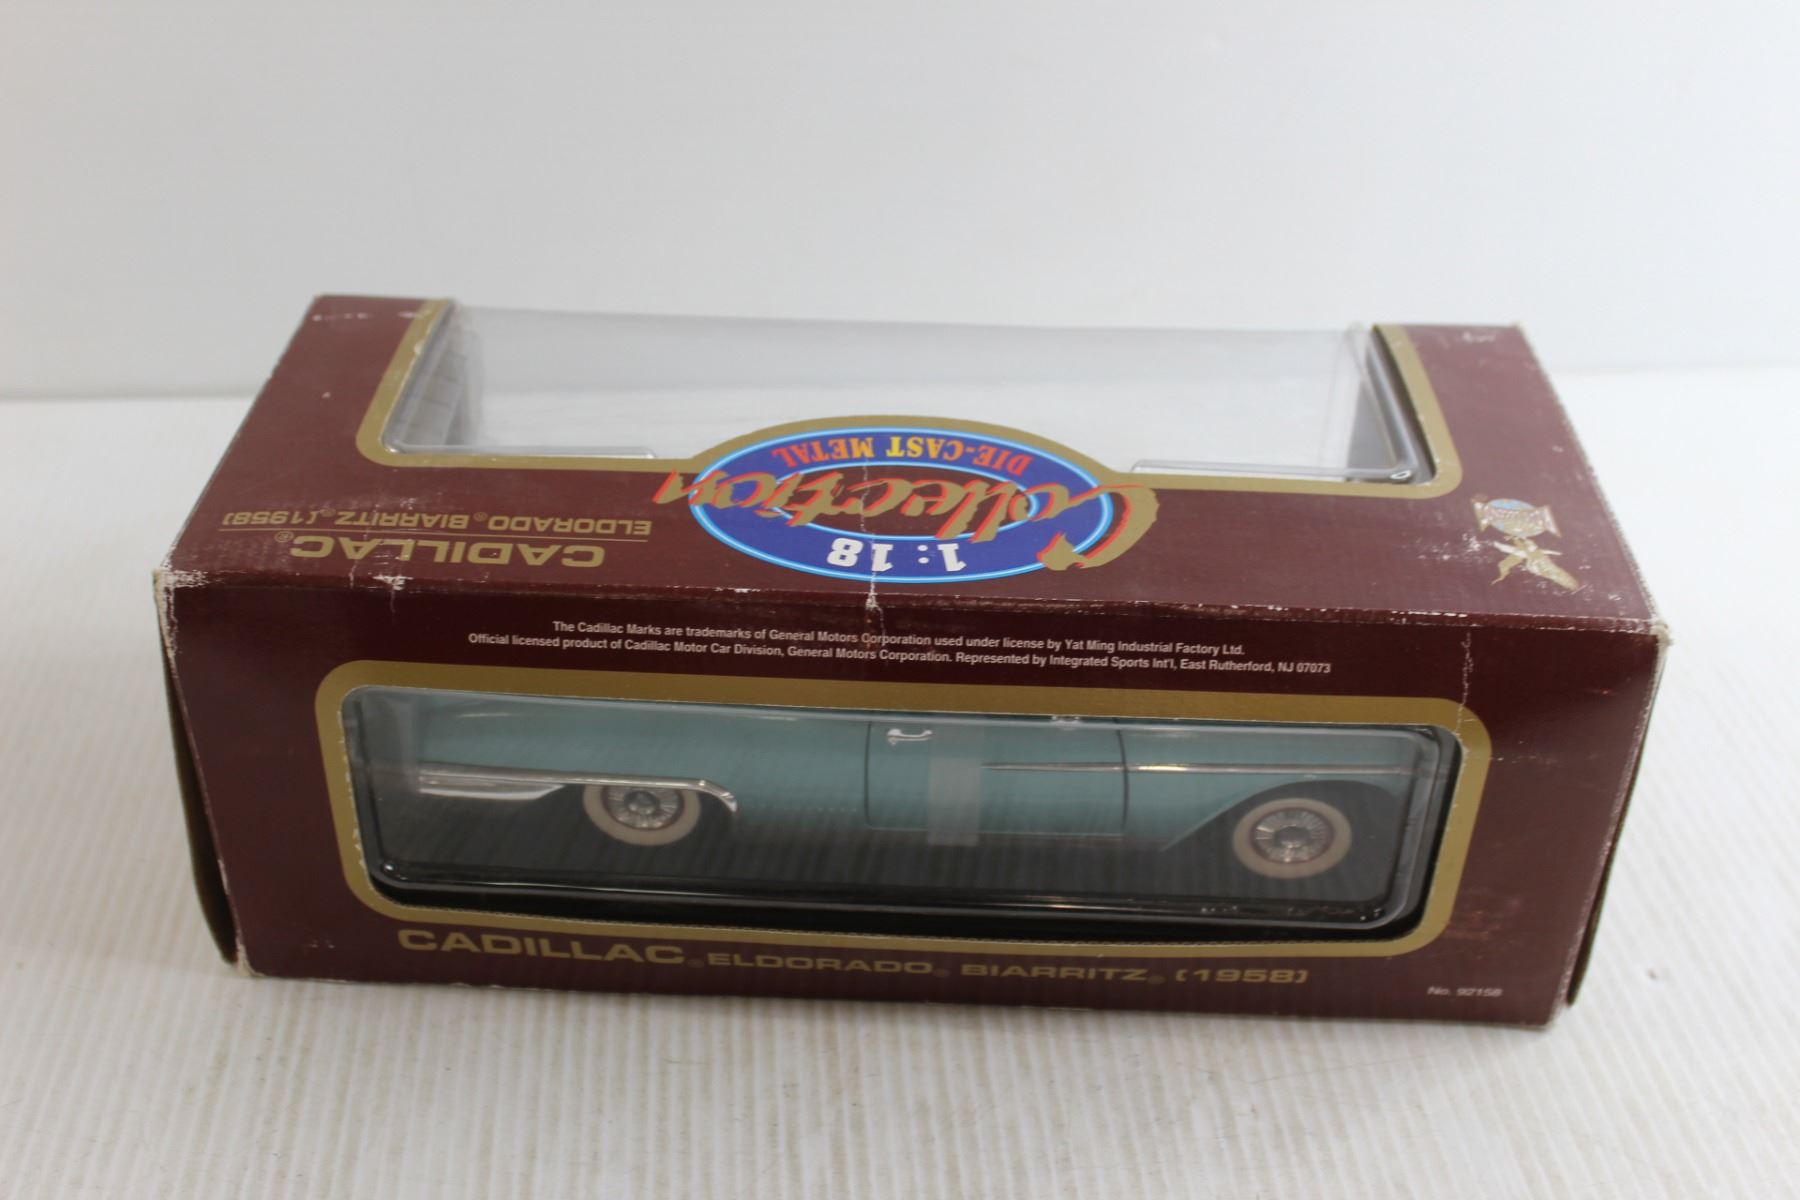 1:18
Collection
DIE-CAST METAL
CADILLAC®
ELDORADO® BIARRITZ® (1958)
The Cadillac Marks are trademarks of General Motors Corporation used under license by Yat Ming Industrial Factory Ltd.
Official licensed product of Cadillac Motor Car Division, General Motors Corporation. Represented by Integrated Sports Int'l, East Rutherford, NJ 07073
CADILLAC® ELDORADO® BIARRITZ® (1958)
No. 92158